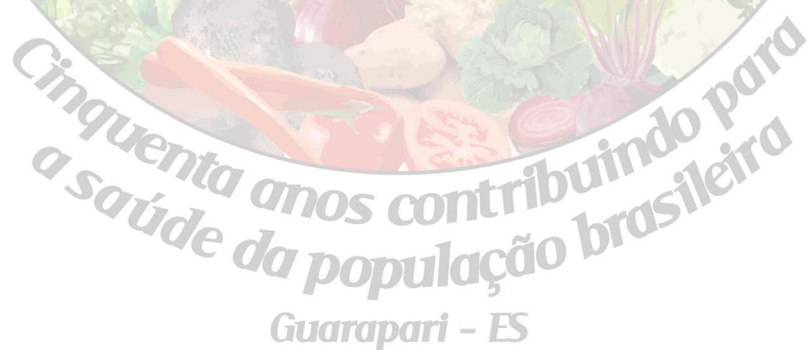 Cinquenta anos contribuindo para
a saúde da população brasileira
Guarapari - ES